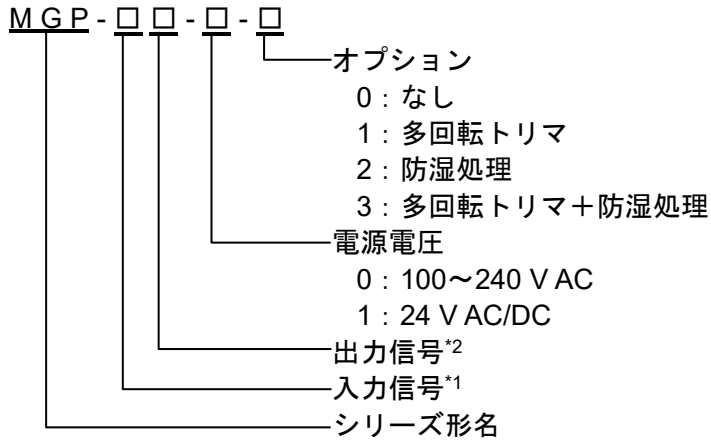 MGP-□□-□-□
オプション
0：なし
1：多回転トリマ
2：防湿処理
3：多回転トリマ＋防湿処理
電源電圧
0：100～240 V AC
1：24 V AC/DC
出力信号*2
入力信号*1
シリーズ形名